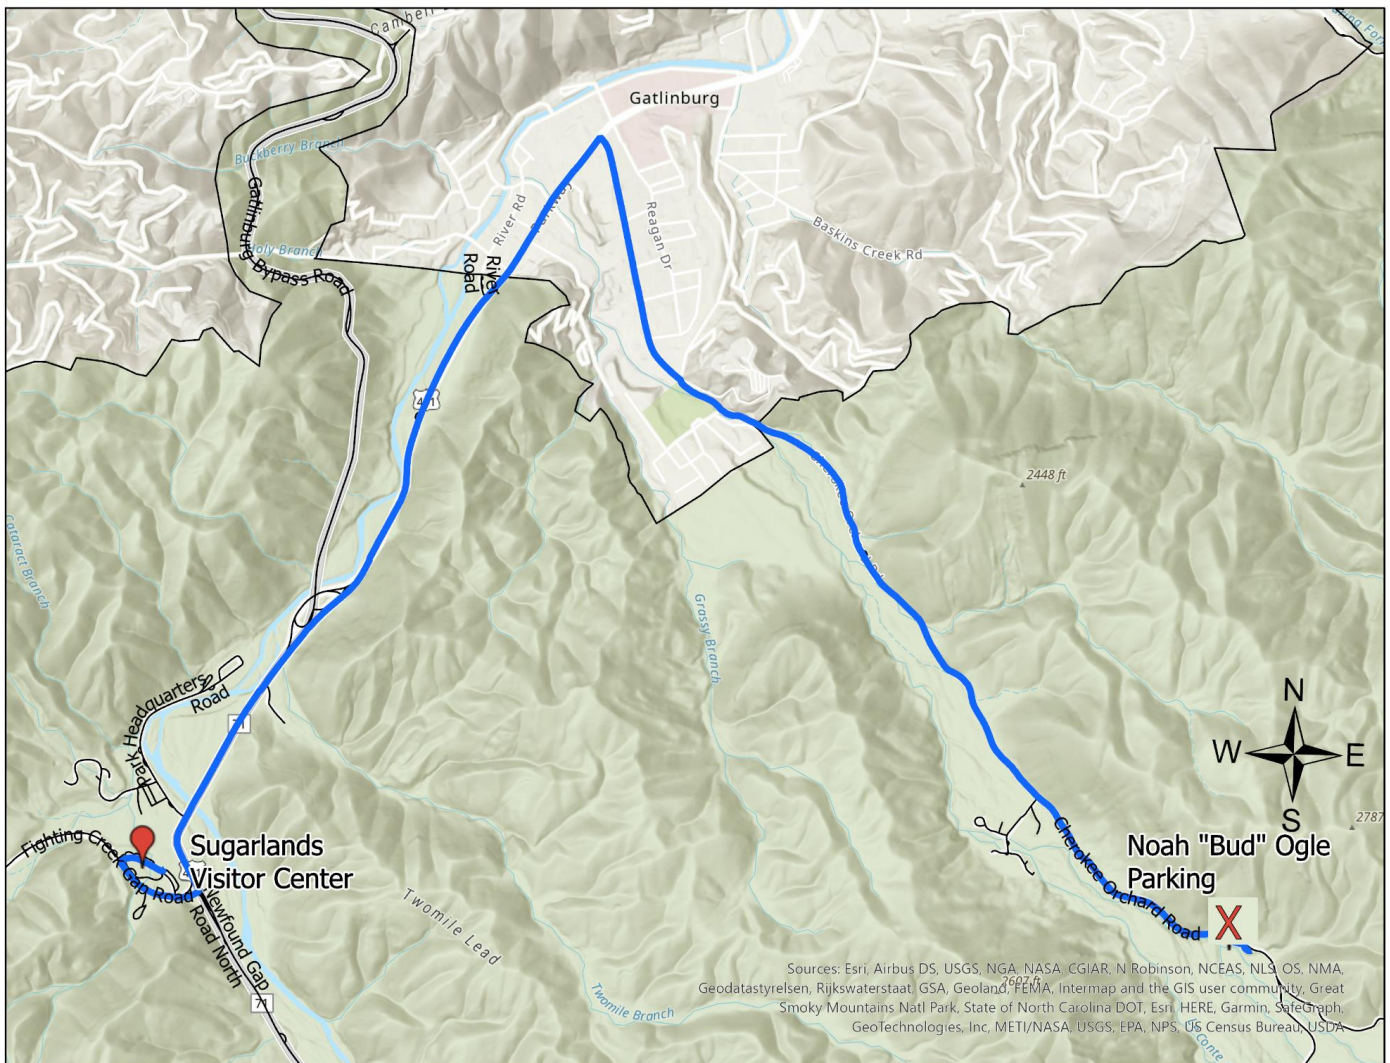 Gatlinburg
Buckberry Branch
Gatlinburg Bypass Road
Holy Branch
River Rd
Parkway
Reagan Dr
Baskins Creek Rd
River
Road
441
2448 ft
Cataract Branch
Grassy Branch
Park Headquarters
Road
71
N
W E
S
2787
Fighting Creek
Gap Road
Sugarlands
Visitor Center
Newfound Gap
Road North
71
Twomile Lead
Twomile Branch
Cherokee Orchard Road
Noah "Bud" Ogle
Parking
X
2607 ft
LeConte
Sources: Esri, Airbus DS, USGS, NGA, NASA, CGIAR, N Robinson, NCEAS, NLS, OS, NMA,
Geodatastyrelsen, Rijkswaterstaat, GSA, Geoland, FEMA, Intermap and the GIS user community, Great
Smoky Mountains Natl Park, State of North Carolina DOT, Esri, HERE, Garmin, SafeGraph,
GeoTechnologies, Inc, METI/NASA, USGS, EPA, NPS, US Census Bureau, USDA